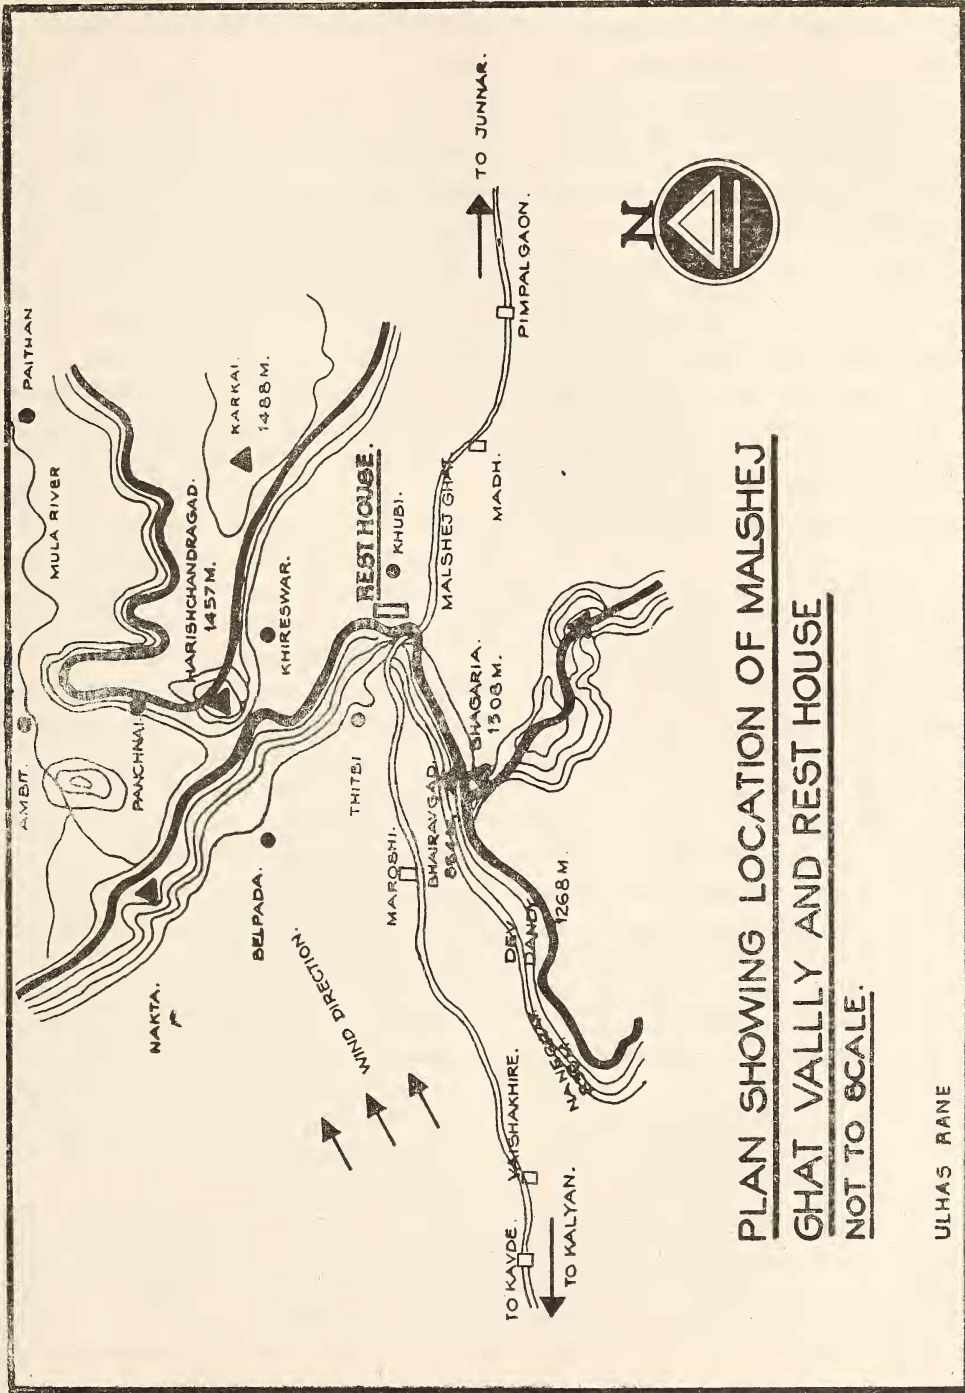 PAITHAN
MULA RIVER
AMBIT.
KARKAI.
1488 M.
HARISHCHANDRAGAD.
1457 M.
PANCHNAI.
KHIRESWAR.
REST HOUSE.
KHUBI.
TO JUNNAR.
PIMPALGAON.
MALSHEJ GHAT
MADH.
N
NAKTA.
BELPADA.
THITBI
WIND DIRECTION.
MAROSHI.
BHAIRAVGAD
BHAGARIA.
1308 M.
DEV
DANDI
1268 M.
VAISHAKHIRE.
TO KAVDE.
TO KALYAN.
PLAN SHOWING LOCATION OF MALSHEJ
GHAT VALLLY AND REST HOUSE
NOT TO SCALE.
ULHAS RANE